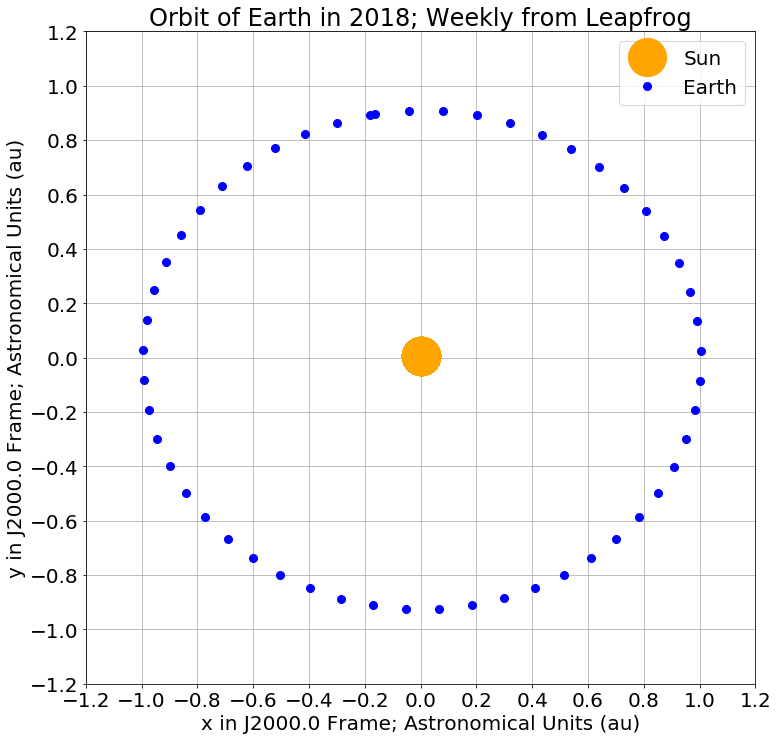 Orbit of Earth in 2018; Weekly from Leapfrog
Sun
Earth
y in J2000.0 Frame; Astronomical Units (au)
1.2
1.0
0.8
0.6
0.4
0.2
0.0
−0.2
−0.4
−0.6
−0.8
−1.0
−1.2
−1.2 −1.0 −0.8 −0.6 −0.4 −0.2 0.0 0.2 0.4 0.6 0.8 1.0 1.2
x in J2000.0 Frame; Astronomical Units (au)